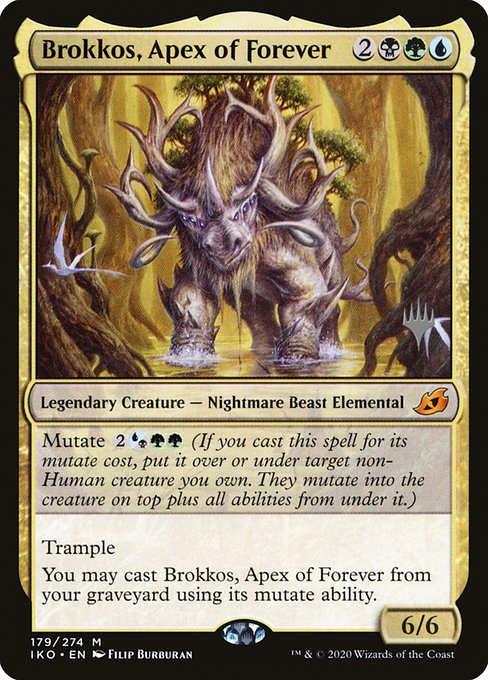 Brokkos, Apex of Forever 2
Legendary Creature — Nightmare Beast Elemental
Mutate 2 (If you cast this spell for its
mutate cost, put it over or under target non-
Human creature you own. They mutate into the
creature on top plus all abilities from under it.)
Trample
You may cast Brokkos, Apex of Forever from
your graveyard using its mutate ability.
6/6
179/274 M
IKO • EN Filip Burburan
™ & © 2020 Wizards of the Coast